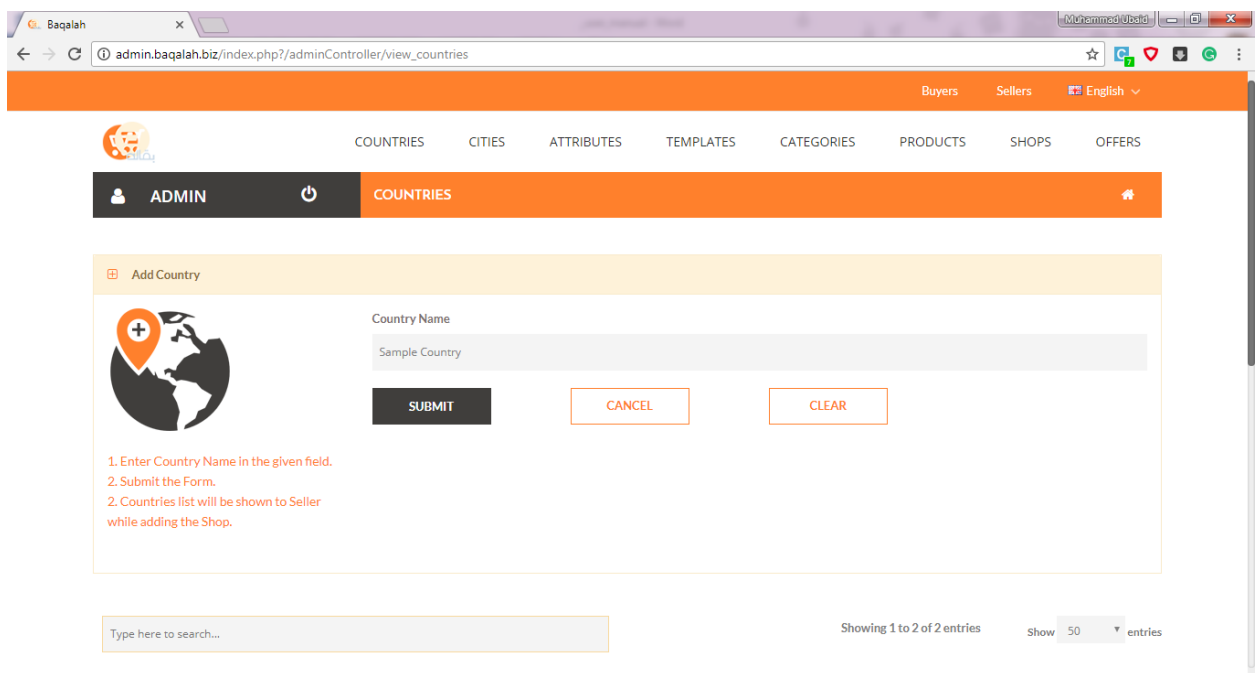 Baqalah
Muhammad Ubaid
admin.baqalah.biz/index.php?/adminController/view_countries
7
Buyers Sellers English
بقالة
COUNTRIES CITIES ATTRIBUTES TEMPLATES CATEGORIES PRODUCTS SHOPS OFFERS
ADMIN COUNTRIES
Add Country
Country Name
Sample Country
SUBMIT CANCEL CLEAR
1. Enter Country Name in the given field.
2. Submit the Form.
2. Countries list will be shown to Seller
while adding the Shop.
Type here to search...
Showing 1 to 2 of 2 entries Show 50 entries